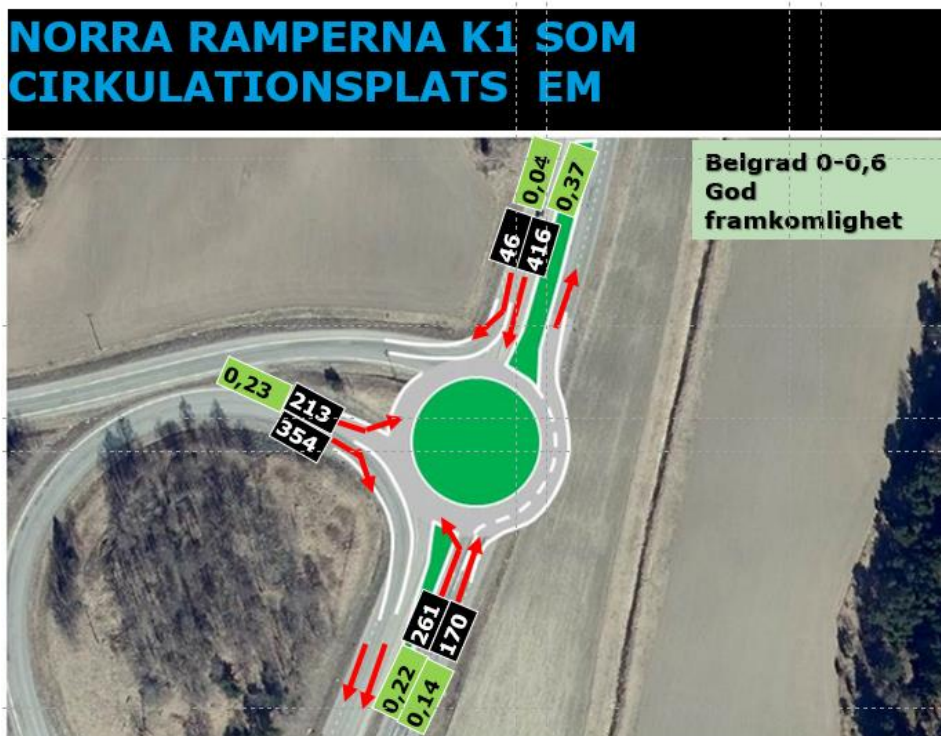 NORRA RAMPERNA K1 SOM
CIRKULATIONSPLATS EM
Belgrad 0-0,6
God
framkomlighet
0,04
0,37
46
416
0,23
213
354
261
170
0,22
0,14